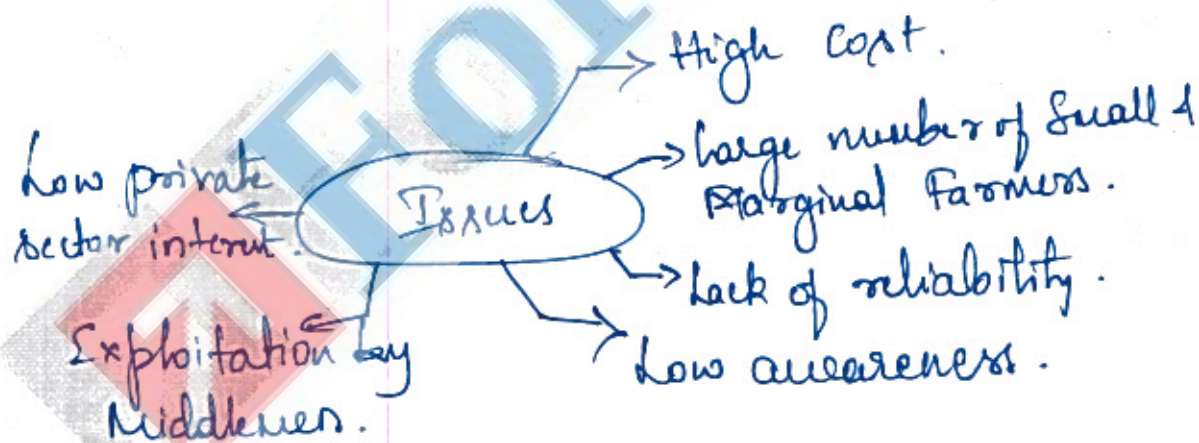 High Cost.
Large number of Small &
Marginal Farmers.
Issues
Low private
sector interest.
Lack of reliability.
Exploitation by
Middlemen.
Low awareness.